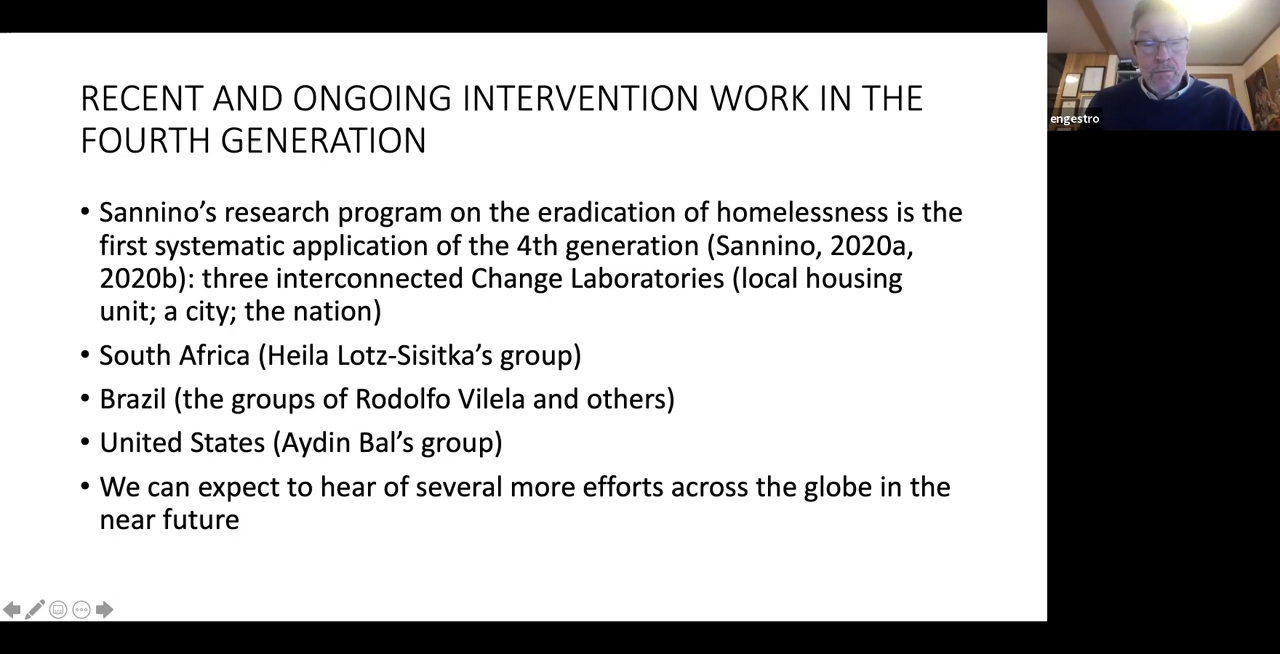 RECENT AND ONGOING INTERVENTION WORK IN THE
FOURTH GENERATION
• Sannino’s research program on the eradication of homelessness is the
first systematic application of the 4th generation (Sannino, 2020a,
2020b): three interconnected Change Laboratories (local housing
unit; a city; the nation)
• South Africa (Heila Lotz-Sisitka’s group)
• Brazil (the groups of Rodolfo Vilela and others)
• United States (Aydin Bal’s group)
• We can expect to hear of several more efforts across the globe in the
near future
engestro